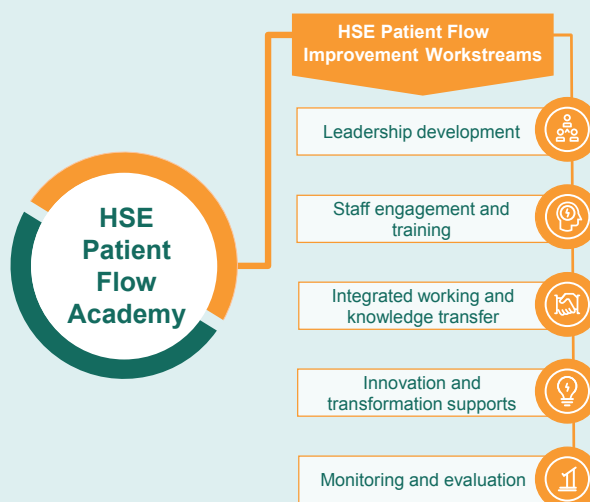 HSE Patient Flow
Improvement Workstreams
Leadership development
HSE
Patient
Flow
Academy
Staff engagement and
training
Integrated working and
knowledge transfer
Innovation and
transformation supports
Monitoring and evaluation